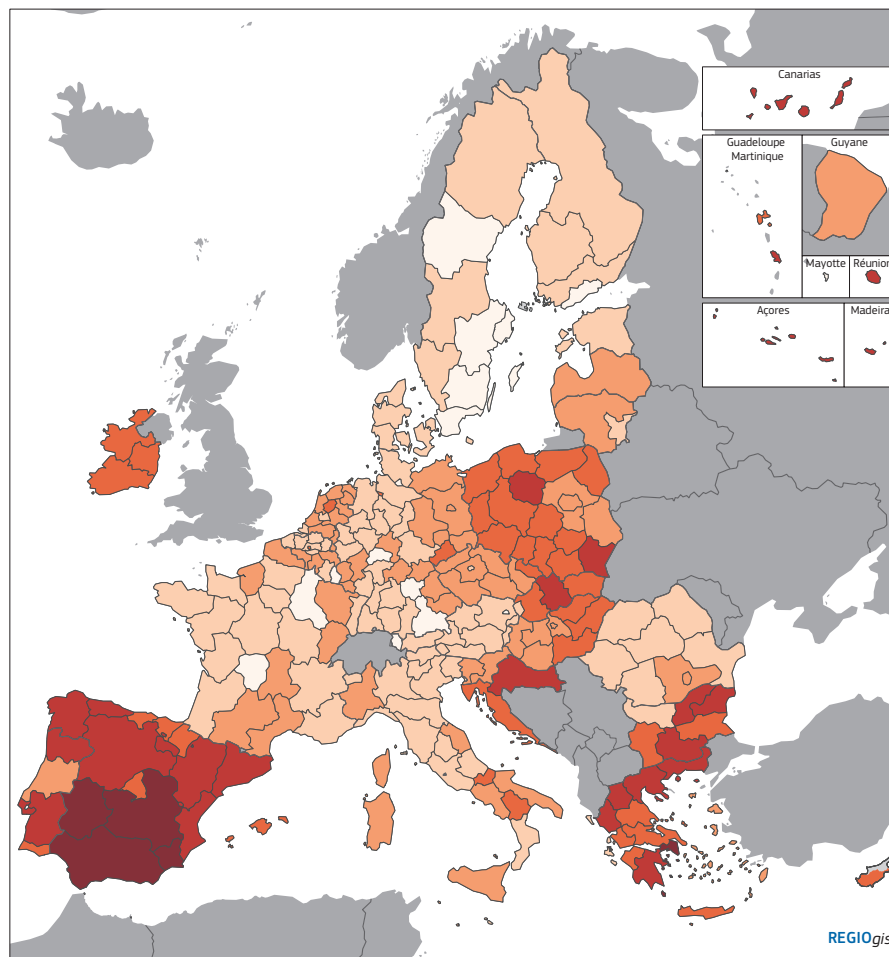 Canarias
Guadeloupe
Martinique
Guyane
Mayotte
Réunion
Açores
Madeira
REGIOgis